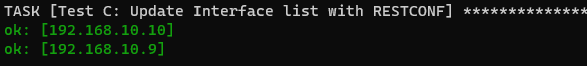 TASK [Test C: Update Interface list with RESTCONF] **************
ok: [192.168.10.10]
ok: [192.168.10.9]